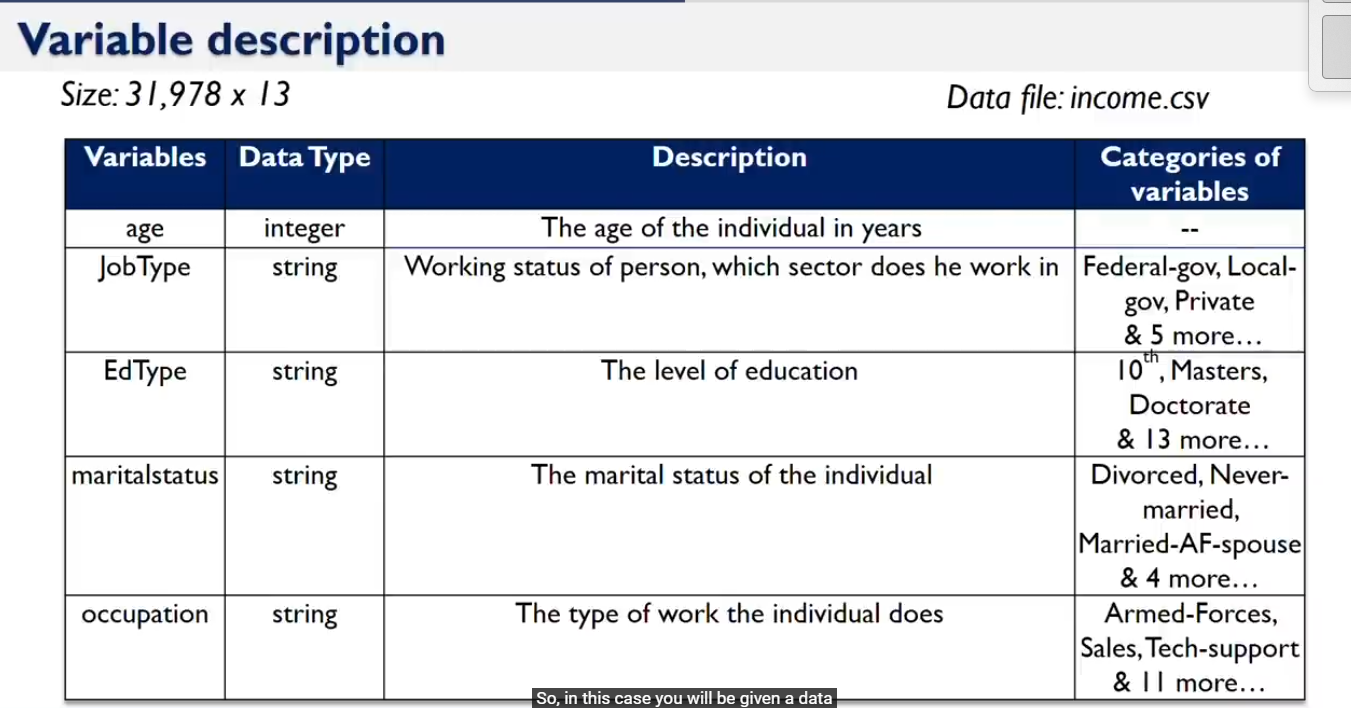 Variable description
Size: 31,978 x 13
Data file: income.csv
Variables Data Type Description Categories of variables
age integer The age of the individual in years --
JobType string Working status of person, which sector does he work in Federal-gov, Local-
gov, Private
& 5 more...
EdType string The level of education 10th, Masters,
Doctorate
& 13 more...
maritalstatus string The marital status of the individual Divorced, Never-
married,
Married-AF-spouse
& 4 more...
occupation string The type of work the individual does Armed-Forces,
Sales, Tech-support
& 11 more...
So, in this case you will be given a data